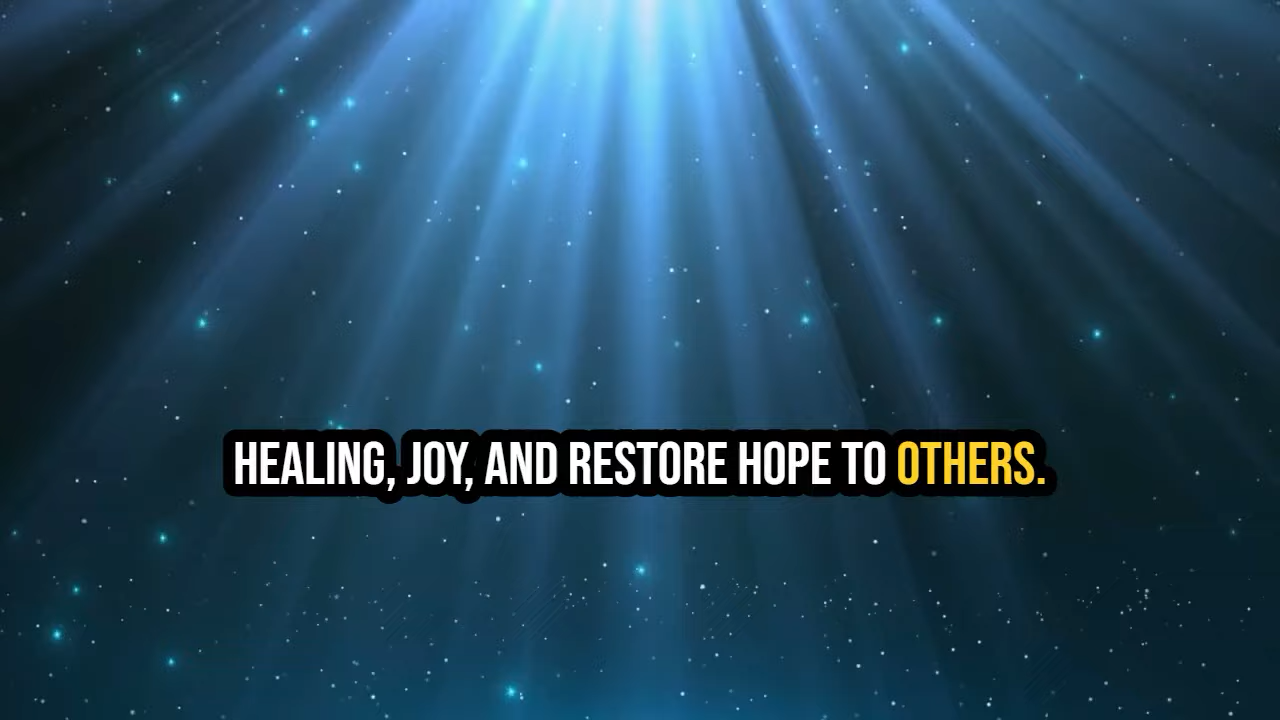 HEALING, JOY, AND RESTORE HOPE TO OTHERS.